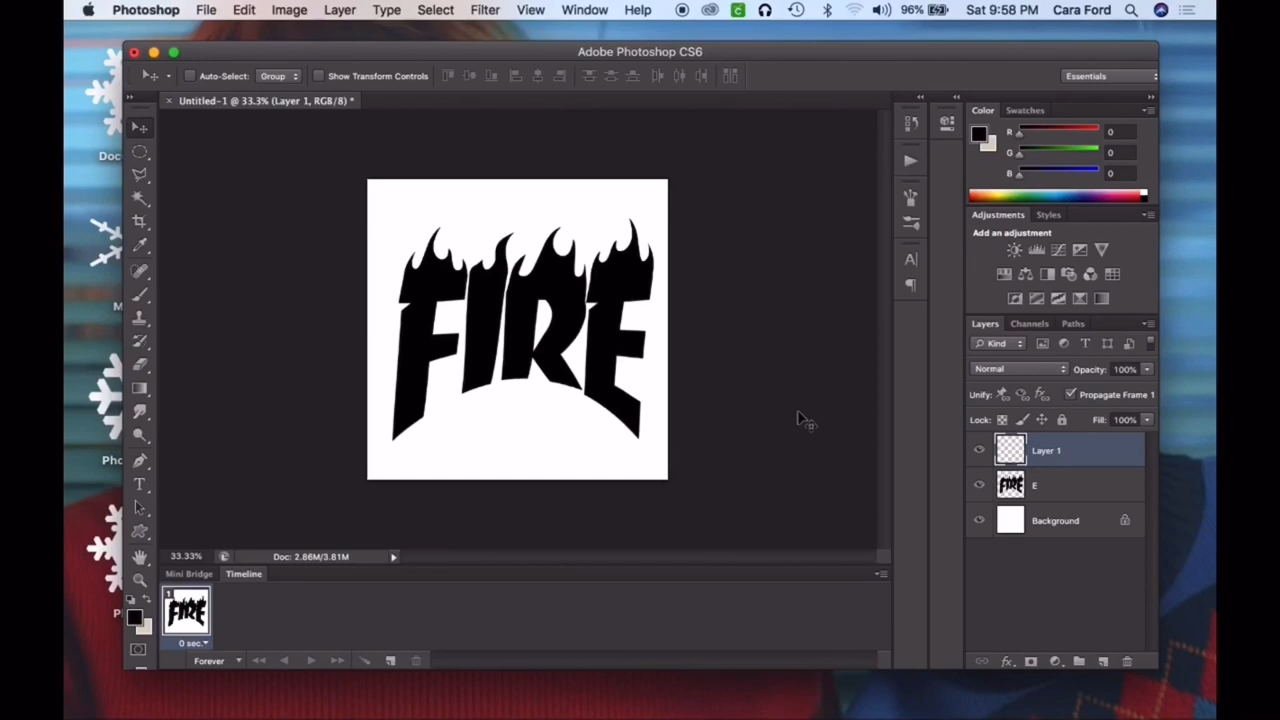 Photoshop File Edit Image Layer Type Select Filter View Window Help 96% Sat 9:58 PM Cara Ford
Adobe Photoshop CS6
Auto-Select: Group Show Transform Controls Essentials
× Untitled-1 @ 33.3% (Layer 1, RGB/8) *
Color Swatches
R 0
G 0
B 0
Adjustments Styles
Add an adjustment
Layers Channels Paths
Kind
Normal Opacity: 100%
Unify: Propagate Frame 1
Lock: Fill: 100%
Layer 1
FIRE E
Background
FIRE
33.33% Doc: 2.86M/3.81M
Mini Bridge Timeline
1
FIRE
0 sec.
Forever
Doc